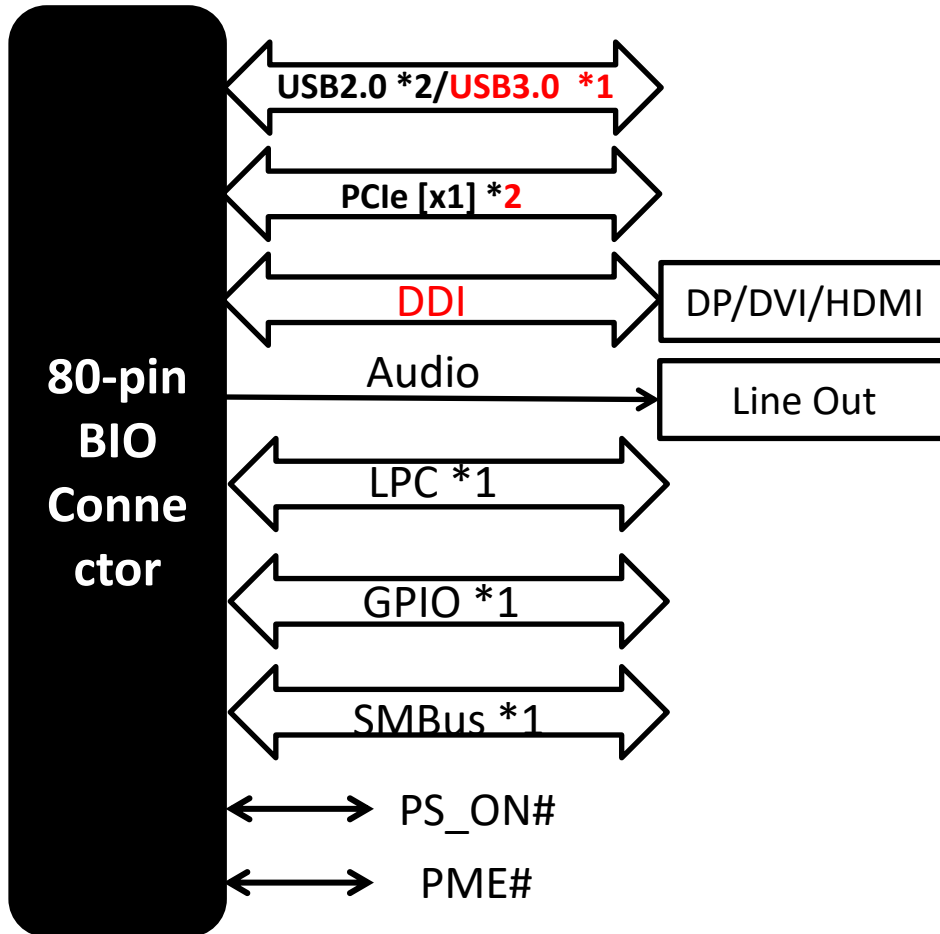 USB2.0 *2/USB3.0 *1
PCIe [x1] *2
DDI
DP/DVI/HDMI
Audio
Line Out
80-pin
BIO
Conne
ctor
LPC *1
GPIO *1
SMBus *1
PS_ON#
PME#